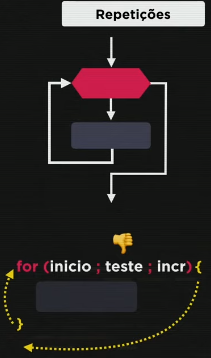 Repetições
for (inicio ; teste ; incr) {
}